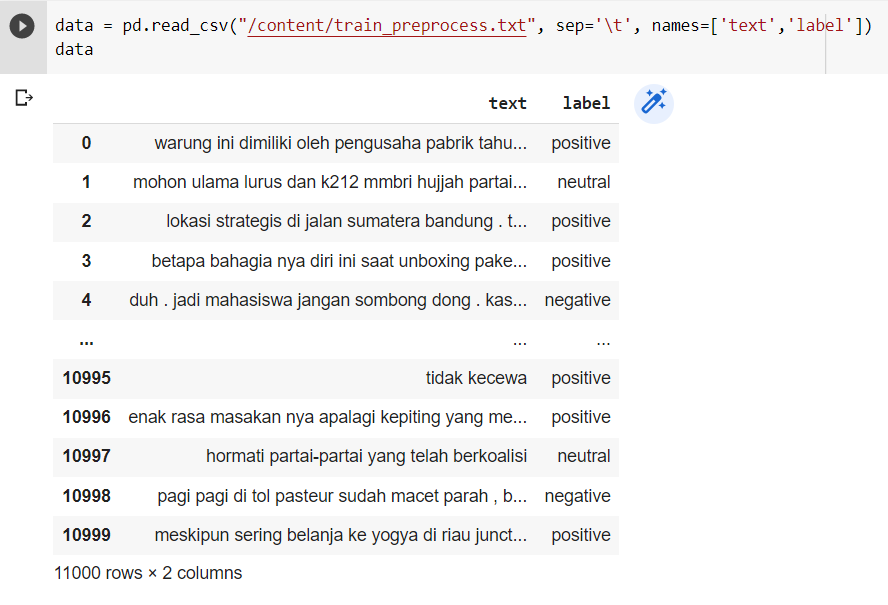 data = pd.read_csv("/content/train_preprocess.txt", sep='\t', names=['text','label'])
data
text label
0 warung ini dimiliki oleh pengusaha pabrik tahu... positive
1 mohon ulama lurus dan k212 mmbri hujjah partai... neutral
2 lokasi strategis di jalan sumatera bandung . t... positive
3 betapa bahagia nya diri ini saat unboxing pake... positive
4 duh . jadi mahasiswa jangan sombong dong . kas... negative
... ... ...
10995 tidak kecewa positive
10996 enak rasa masakan nya apalagi kepiting yang me... positive
10997 hormati partai-partai yang telah berkoalisi neutral
10998 pagi pagi di tol pasteur sudah macet parah , b... negative
10999 meskipun sering belanja ke yogya di riau junct... positive
11000 rows × 2 columns